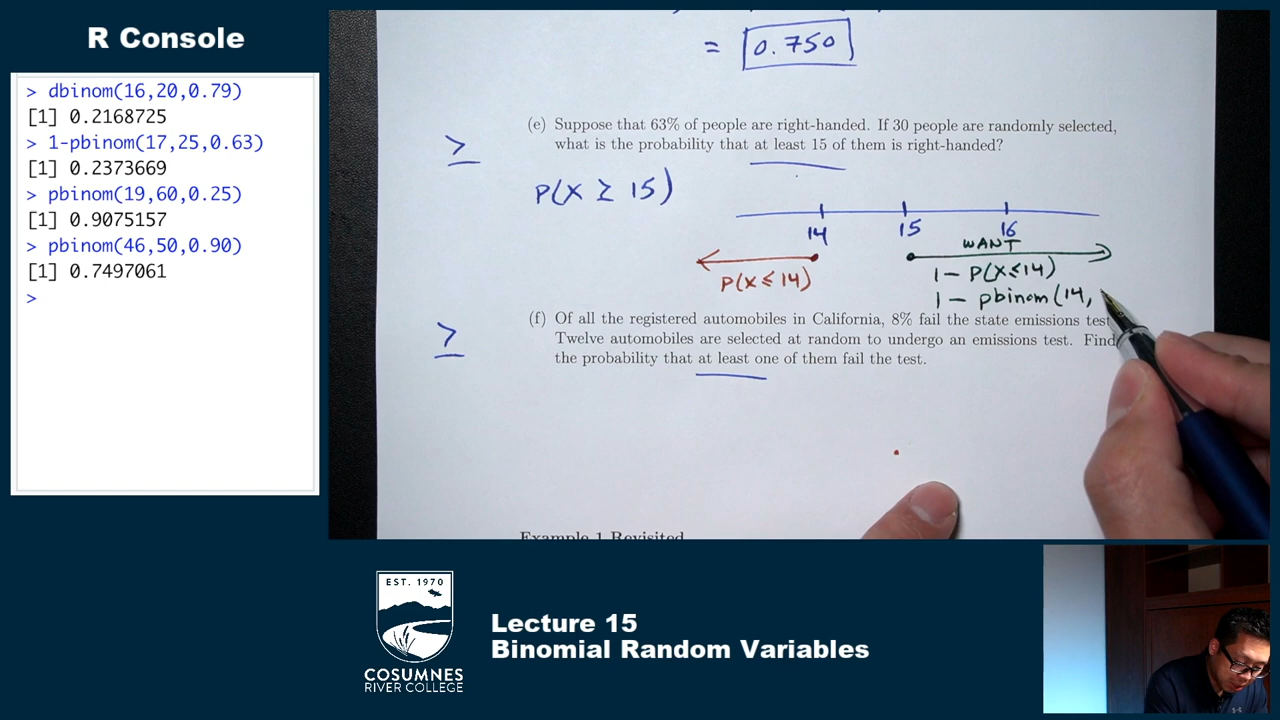 R Console
> dbinom(16,20,0.79)
[1] 0.2168725
> 1-pbinom(17,25,0.63)
[1] 0.2373669
> pbinom(19,60,0.25)
[1] 0.9075157
> pbinom(46,50,0.90)
[1] 0.7497061
>
= 0.750
(e) Suppose that 63% of people are right-handed. If 30 people are randomly selected,
what is the probability that at least 15 of them is right-handed?
≥
P(X ≥ 15)
14 15 16
WANT
P(X ≤ 14)
1 - P(X ≤ 14)
1 - pbinom(14,
(f) Of all the registered automobiles in California, 8% fail the state emissions test
Twelve automobiles are selected at random to undergo an emissions test. Find
the probability that at least one of them fail the test.
≥
Example 1 Revisited
EST. 1970
COSUMNES
RIVER COLLEGE
Lecture 15
Binomial Random Variables